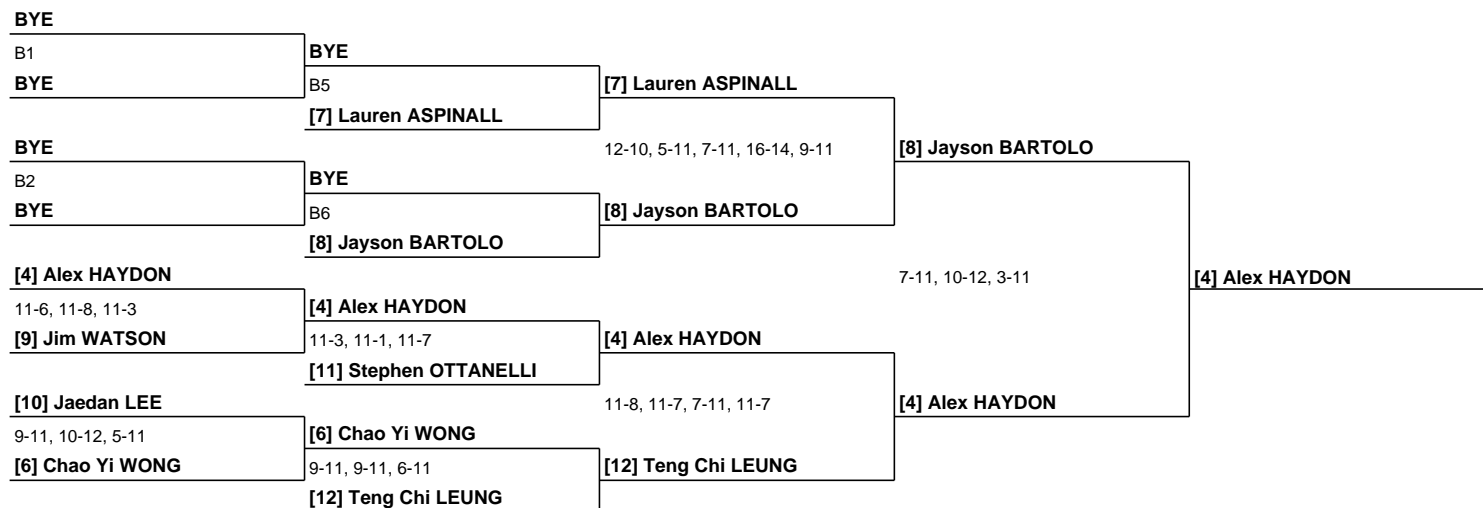 BYE
B1
BYE
BYE
B5
[7] Lauren ASPINALL
[7] Lauren ASPINALL
BYE
B2
BYE
BYE
B6
[8] Jayson BARTOLO
12-10, 5-11, 7-11, 16-14, 9-11
[8] Jayson BARTOLO
[8] Jayson BARTOLO
[4] Alex HAYDON
11-6, 11-8, 11-3
[9] Jim WATSON
[4] Alex HAYDON
11-3, 11-1, 11-7
[11] Stephen OTTANELLI
[4] Alex HAYDON
7-11, 10-12, 3-11
[4] Alex HAYDON
[10] Jaedan LEE
9-11, 10-12, 5-11
[6] Chao Yi WONG
[6] Chao Yi WONG
9-11, 9-11, 6-11
[12] Teng Chi LEUNG
11-8, 11-7, 7-11, 11-7
[12] Teng Chi LEUNG
[4] Alex HAYDON